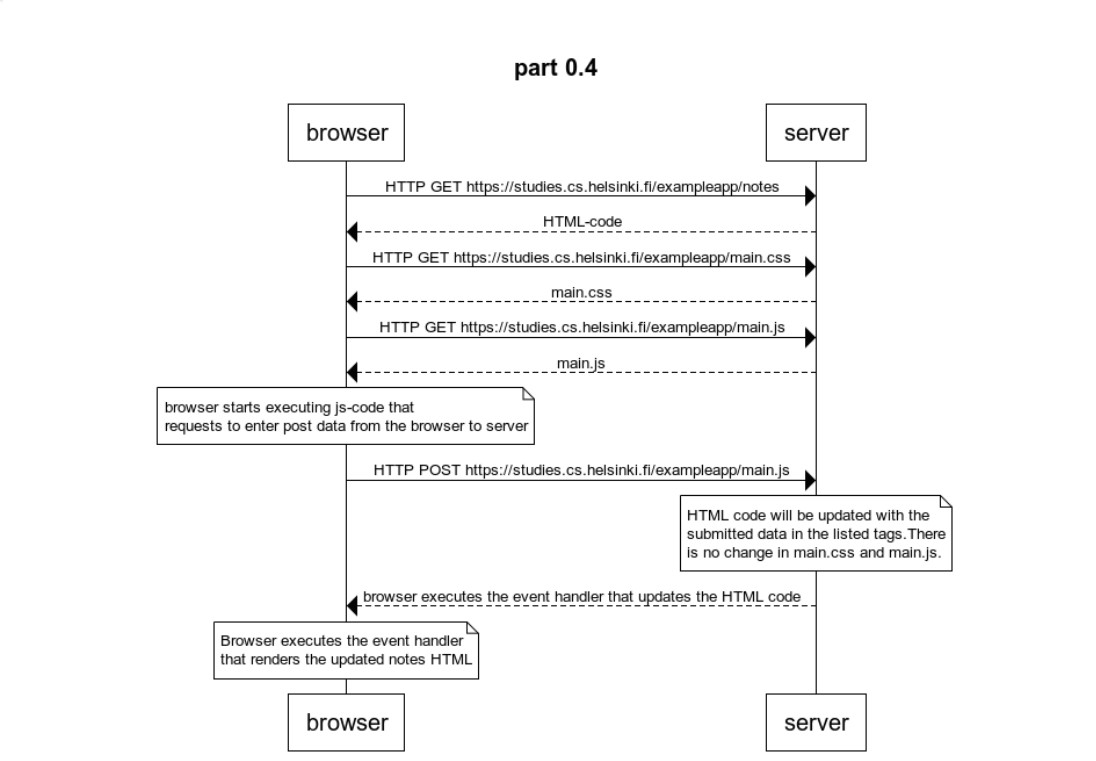 part 0.4
browser
server
HTTP GET https://studies.cs.helsinki.fi/exampleapp/notes
HTML-code
HTTP GET https://studies.cs.helsinki.fi/exampleapp/main.css
main.css
HTTP GET https://studies.cs.helsinki.fi/exampleapp/main.js
main.js
browser starts executing js-code that
requests to enter post data from the browser to server
HTTP POST https://studies.cs.helsinki.fi/exampleapp/main.js
HTML code will be updated with the
submitted data in the listed tags.There
is no change in main.css and main.js.
browser executes the event handler that updates the HTML code
Browser executes the event handler
that renders the updated notes HTML
browser
server